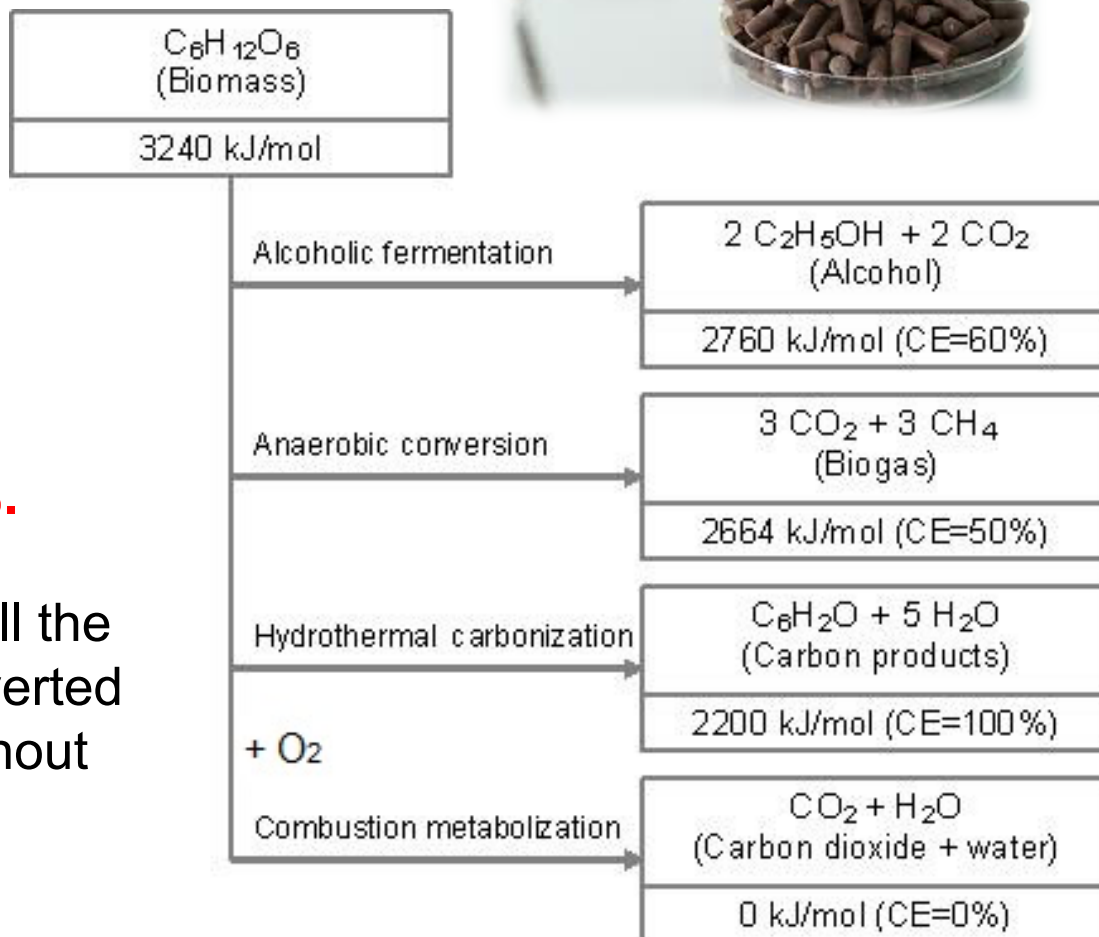 C₆H₁₂O₆
(Biomass)
3240 kJ/mol
Alcoholic fermentation
2 C₂H₅OH + 2 CO₂
(Alcohol)
2760 kJ/mol (CE=60%)
Anaerobic conversion
3 CO₂ + 3 CH₄
(Biogas)
2664 kJ/mol (CE=50%)
ll the
verted
hout
Hydrothermal carbonization
C₆H₂O + 5 H₂O
(Carbon products)
2200 kJ/mol (CE=100%)
+ O₂
Combustion metabolization
CO₂ + H₂O
(Carbon dioxide + water)
0 kJ/mol (CE=0%)